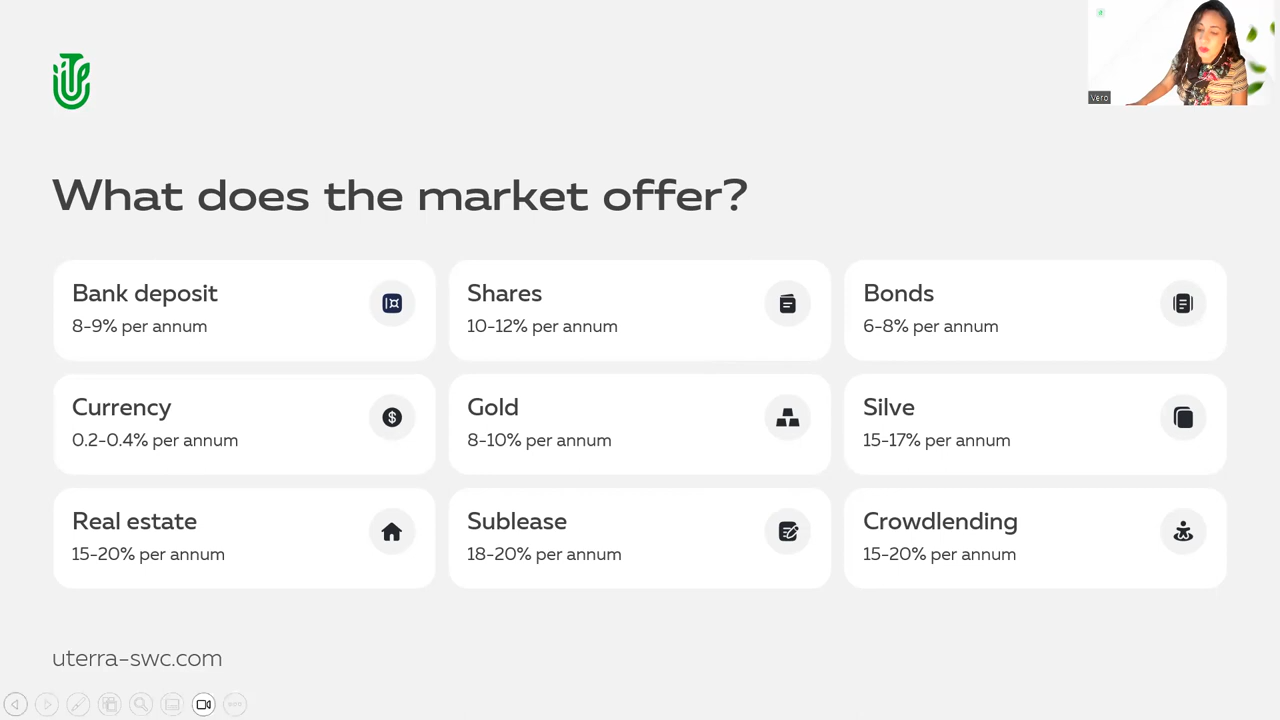 Vero
What does the market offer?
Bank deposit
8-9% per annum
Shares
10-12% per annum
Bonds
6-8% per annum
Currency
0.2-0.4% per annum
Gold
8-10% per annum
Silve
15-17% per annum
Real estate
15-20% per annum
Sublease
18-20% per annum
Crowdlending
15-20% per annum
uterra-swc.com